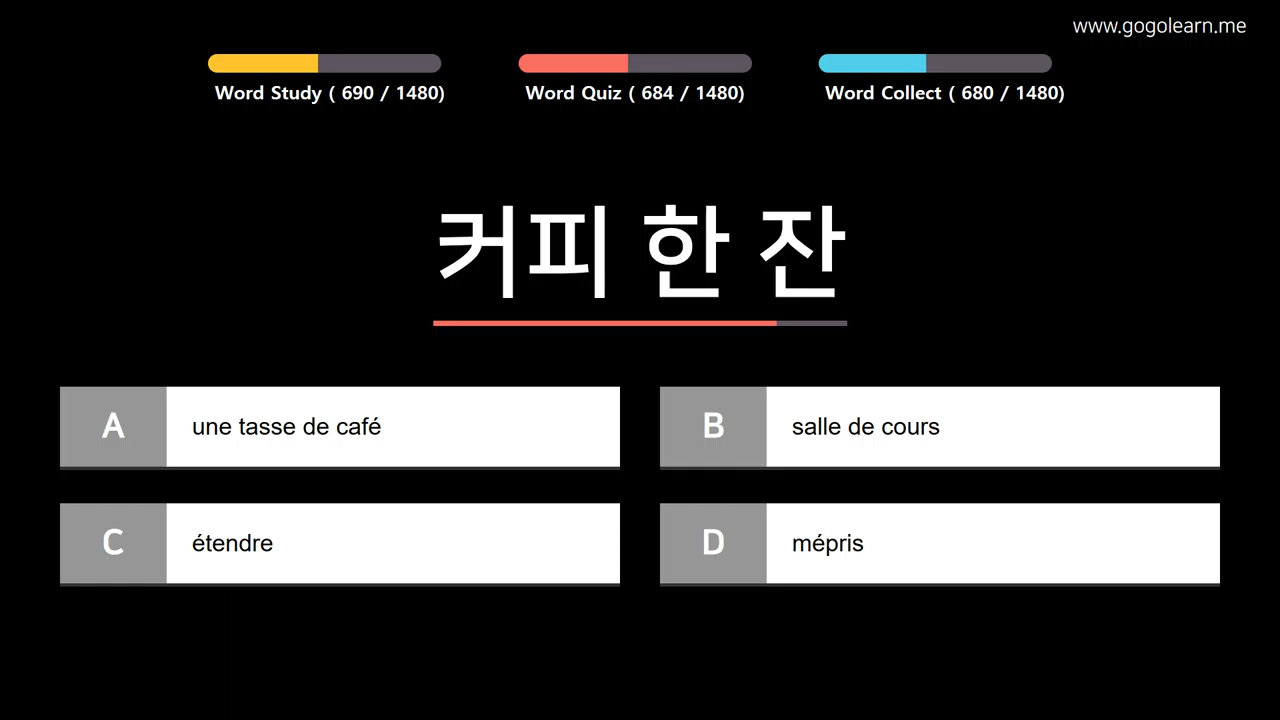 www.gogolearn.me
Word Study ( 690 / 1480)
Word Quiz ( 684 / 1480)
Word Collect ( 680 / 1480)
커피 한 잔
A
une tasse de café
B
salle de cours
C
étendre
D
mépris